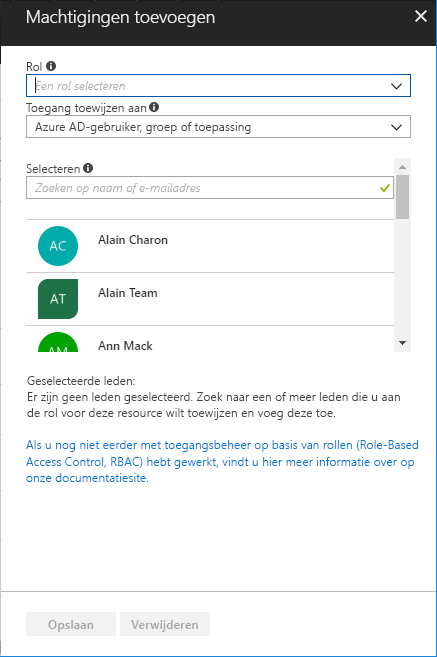 Machtigingen toevoegen
Rol
Een rol selecteren
Toegang toewijzen aan
Azure AD-gebruiker, groep of toepassing
Selecteren
Zoeken op naam of e-mailadres
AC
Alain Charon
AT
Alain Team
AM
Ann Mack
Geselecteerde leden:
Er zijn geen leden geselecteerd. Zoek naar een of meer leden die u aan
de rol voor deze resource wilt toewijzen en voeg deze toe.
Als u nog niet eerder met toegangsbeheer op basis van rollen (Role-Based
Access Control, RBAC) hebt gewerkt, vindt u hier meer informatie over op
onze documentatiesite.
Opslaan
Verwijderen